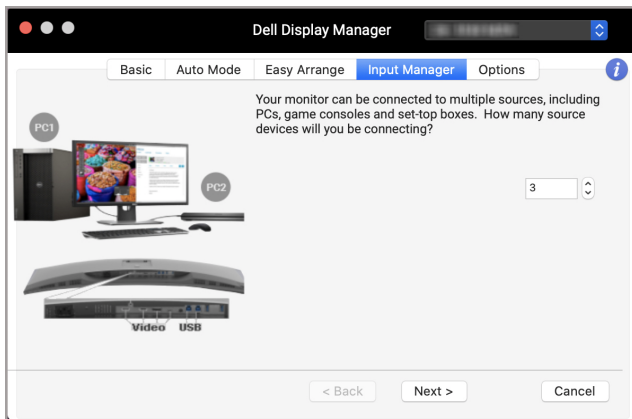 Dell Display Manager
Basic Auto Mode Easy Arrange Input Manager Options
Your monitor can be connected to multiple sources, including
PCs, game consoles and set-top boxes. How many source
devices will you be connecting?
PC1
PC2
3
Video USB
< Back Next > Cancel